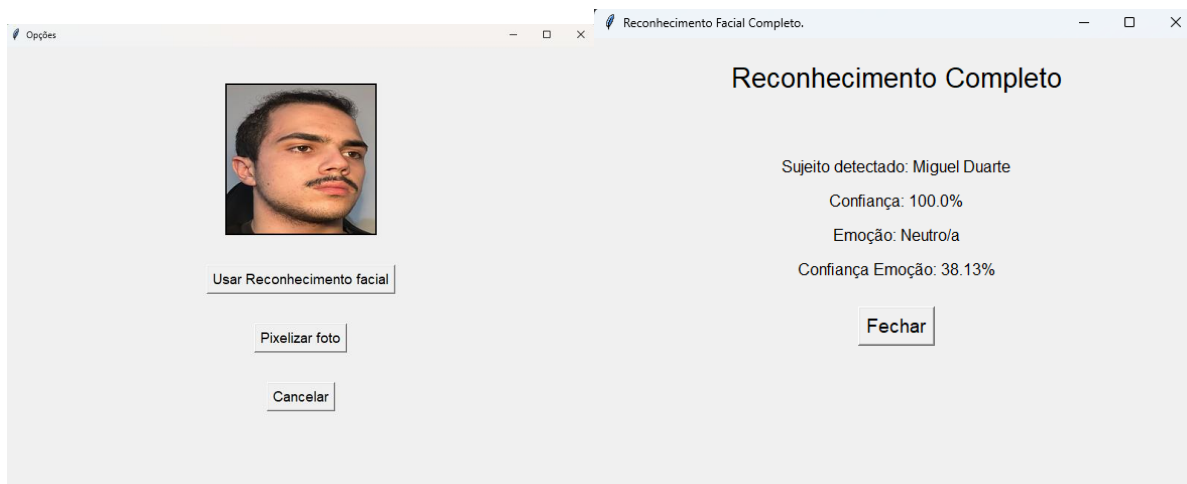 Opções
Usar Reconhecimento facial
Pixelizar foto
Cancelar
Reconhecimento Facial Completo.
Reconhecimento Completo
Sujeito detectado: Miguel Duarte
Confiança: 100.0%
Emoção: Neutro/a
Confiança Emoção: 38.13%
Fechar